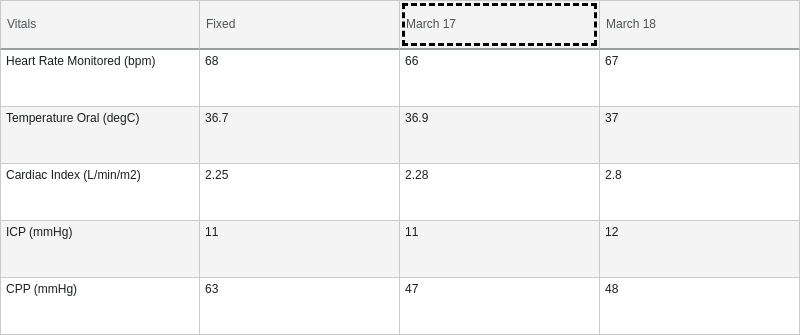 Vitals Fixed March 17 March 18
Heart Rate Monitored (bpm) 68 66 67
Temperature Oral (degC) 36.7 36.9 37
Cardiac Index (L/min/m2) 2.25 2.28 2.8
ICP (mmHg) 11 11 12
CPP (mmHg) 63 47 48